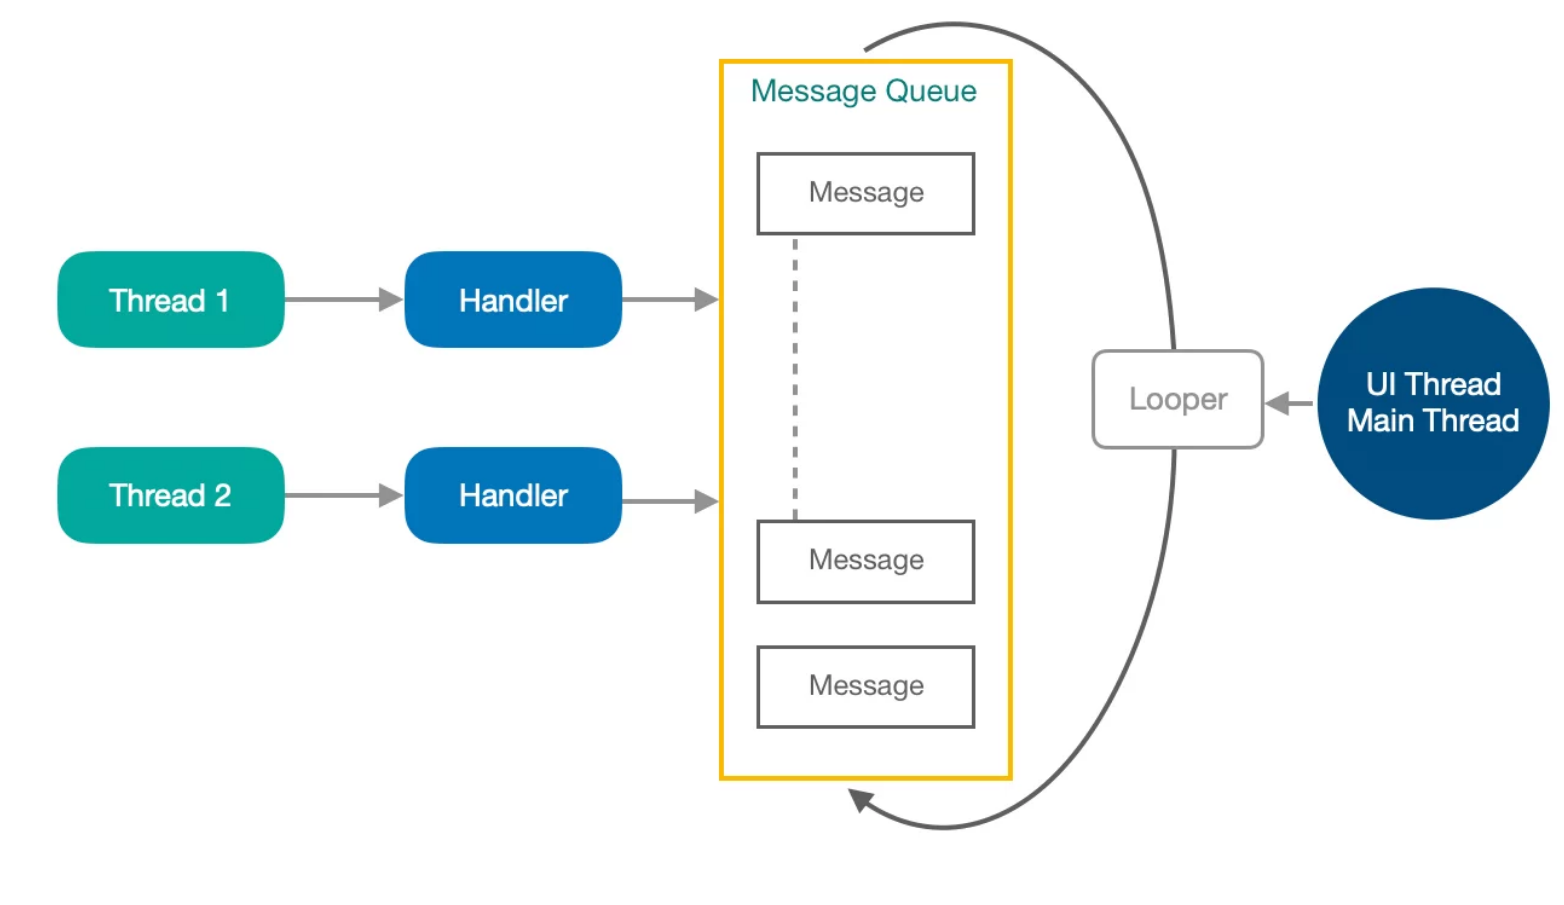 Message Queue
Message
Thread 1
Handler
Thread 2
Handler
Message
Message
Looper
UI Thread
Main Thread